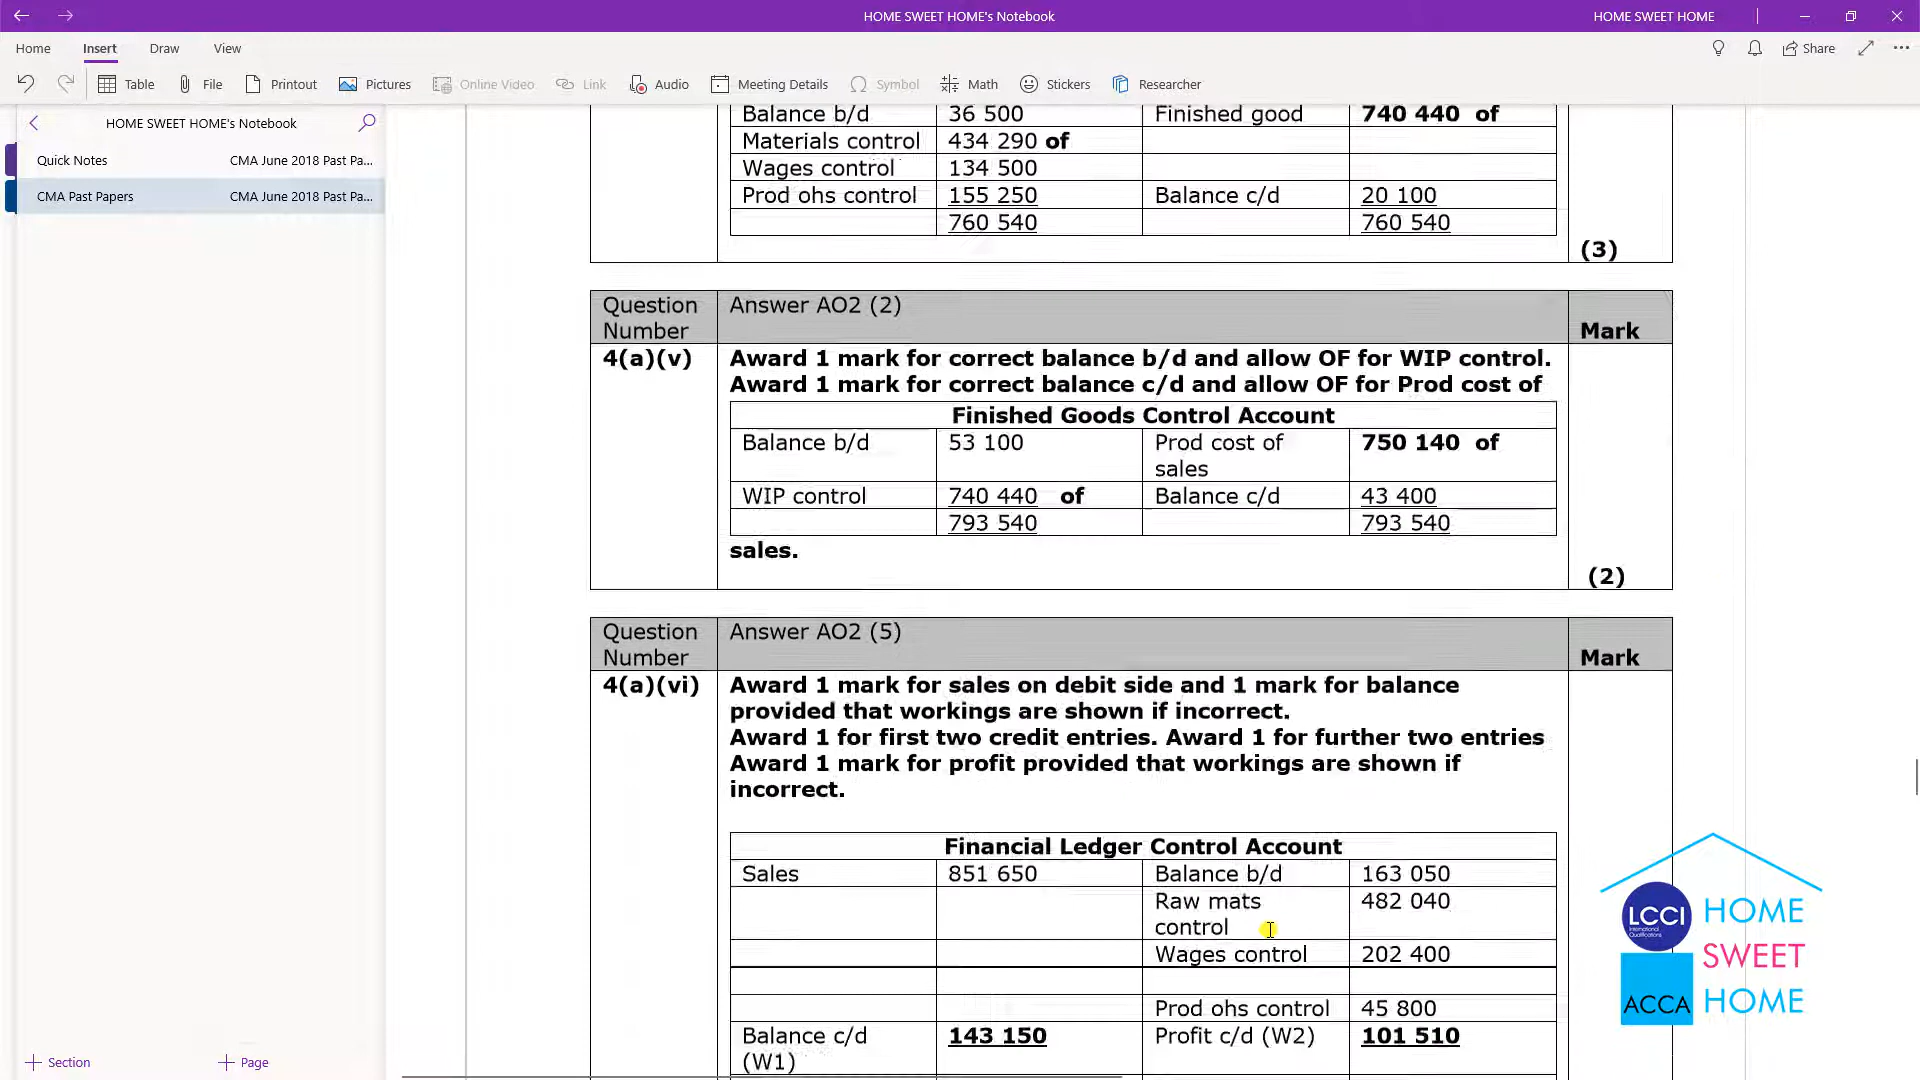 HOME SWEET HOME's Notebook
HOME SWEET HOME
Home Insert Draw View
Share
Table File Printout Pictures Online Video Link Audio Meeting Details Symbol Math Stickers Researcher
HOME SWEET HOME's Notebook
Quick Notes CMA June 2018 Past Pa...
CMA Past Papers CMA June 2018 Past Pa...
Balance b/d 36 500 Finished good 740 440 of
Materials control 434 290 of
Wages control 134 500
Prod ohs control 155 250 Balance c/d 20 100
760 540 760 540
(3)
Question Number Answer AO2 (2) Mark
4(a)(v) Award 1 mark for correct balance b/d and allow OF for WIP control.
Award 1 mark for correct balance c/d and allow OF for Prod cost of
Finished Goods Control Account
Balance b/d 53 100 Prod cost of sales 750 140 of
WIP control 740 440 of Balance c/d 43 400
793 540 793 540
sales.
(2)
Question Number Answer AO2 (5) Mark
4(a)(vi) Award 1 mark for sales on debit side and 1 mark for balance
provided that workings are shown if incorrect.
Award 1 for first two credit entries. Award 1 for further two entries
Award 1 mark for profit provided that workings are shown if
incorrect.
Financial Ledger Control Account
Sales 851 650 Balance b/d 163 050
Raw mats control 482 040
Wages control 202 400
Prod ohs control 45 800
Balance c/d (W1) 143 150 Profit c/d (W2) 101 510
LCCI
International Qualifications
ACCA
HOME
SWEET
HOME
Section Page